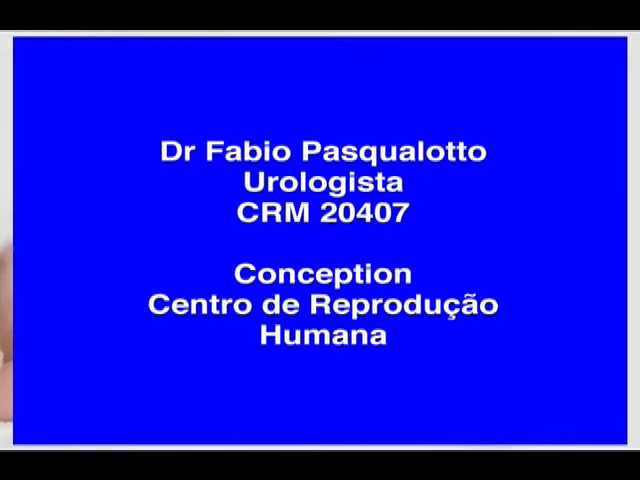 Dr Fabio Pasqualotto
Urologista
CRM 20407
Conception
Centro de Reprodução
Humana